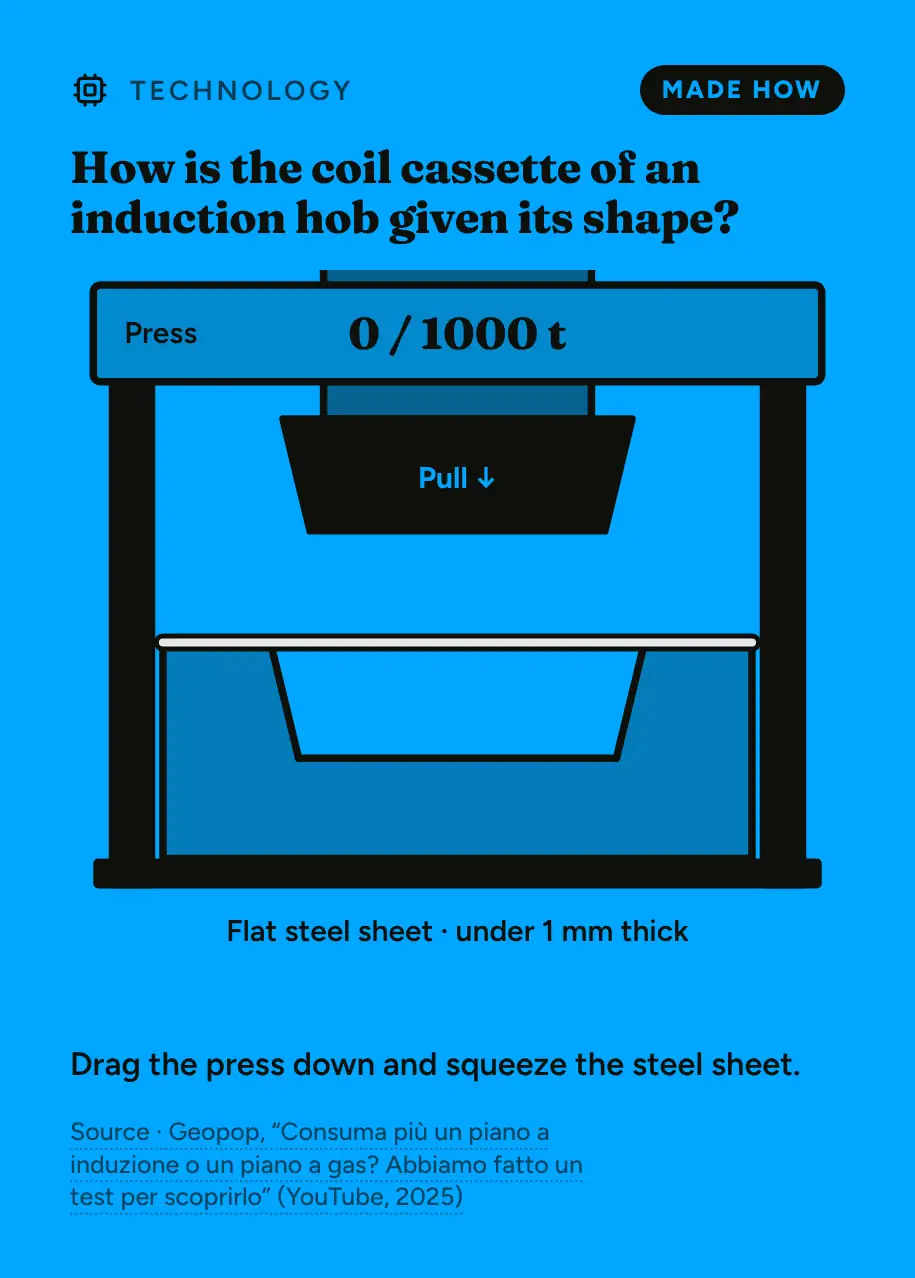 TECHNOLOGY
MADE HOW
How is the coil cassette of an
induction hob given its shape?
Press
0 / 1000 t
Pull ↓
Flat steel sheet · under 1 mm thick
Drag the press down and squeeze the steel sheet.
Source · Geopop, “Consuma più un piano a
induzione o un piano a gas? Abbiamo fatto un
test per scoprirlo” (YouTube, 2025)